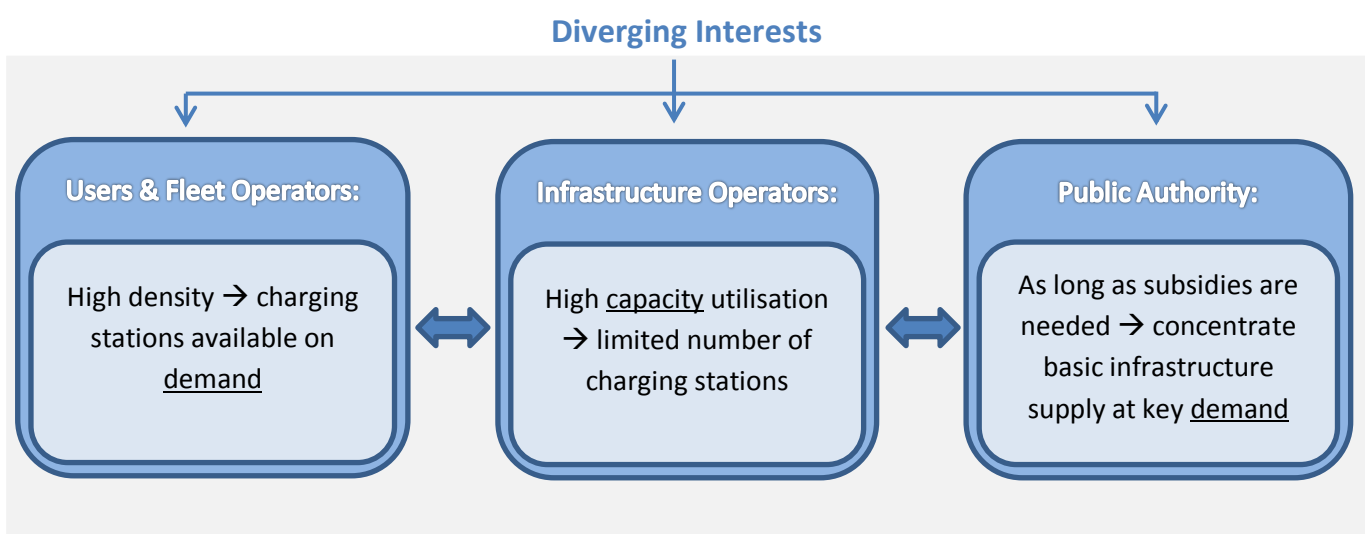 Diverging Interests
Users & Fleet Operators:
High density → charging
stations available on
demand
Infrastructure Operators:
High capacity utilisation
→ limited number of
charging stations
Public Authority:
As long as subsidies are
needed → concentrate
basic infrastructure
supply at key demand